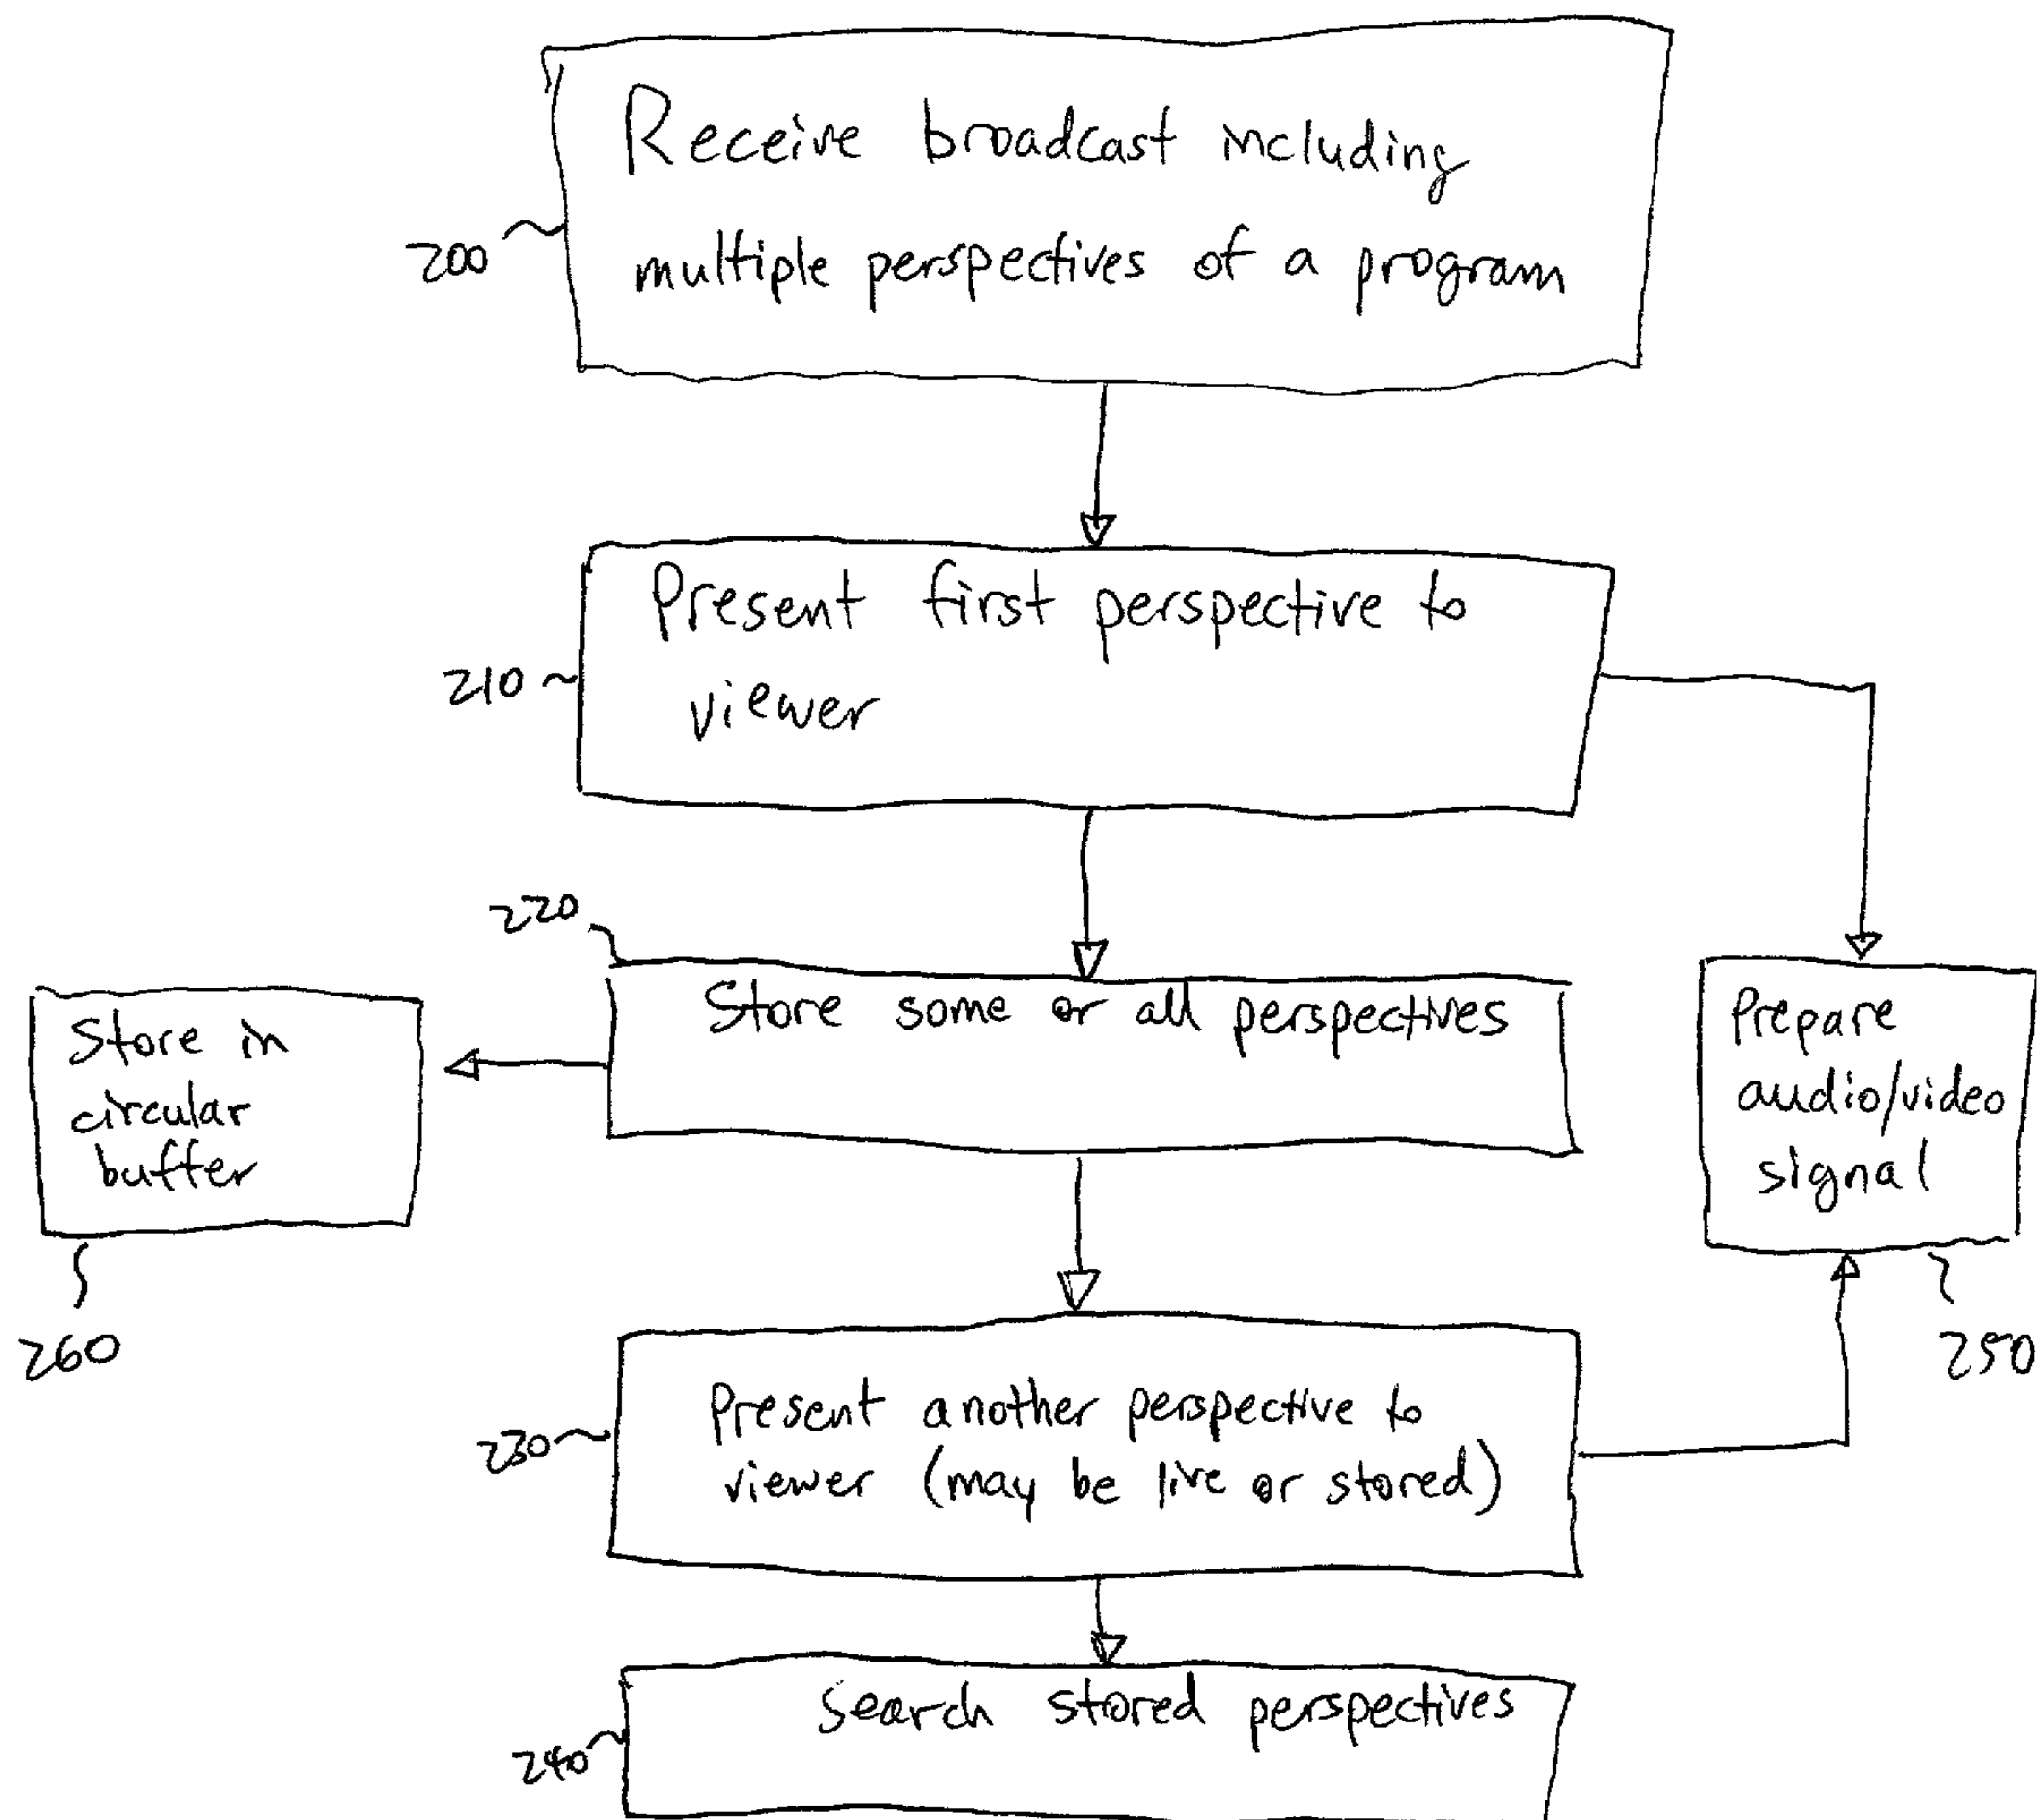 Receive broadcast including
multiple perspectives of a program
200
Present first perspective to
viewer
210
220
Store some or all perspectives
Store in
circular
buffer
260
Prepare
audio/video
signal
250
Present another perspective to
viewer (may be live or stored)
230
Search stored perspectives
240